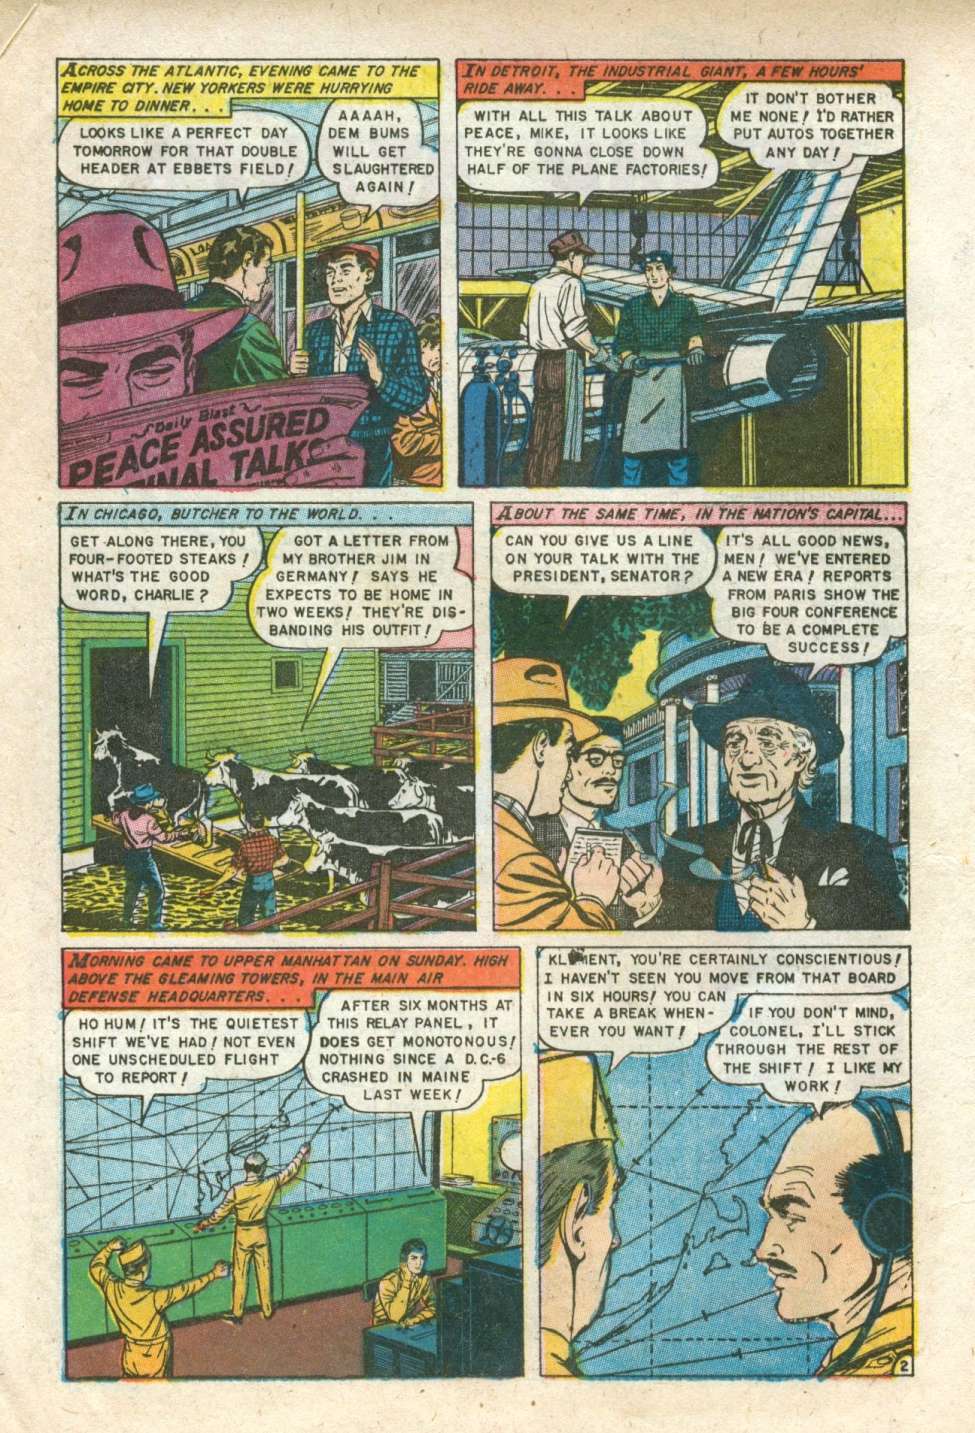 ACROSS THE ATLANTIC, EVENING CAME TO THE
EMPIRE CITY. NEW YORKERS WERE HURRYING
HOME TO DINNER. . .
LOOKS LIKE A PERFECT DAY
TOMORROW FOR THAT DOUBLE
HEADER AT EBBETS FIELD!
AAAAH,
DEM BUMS
WILL GET
SLAUGHTERED
AGAIN!
Daily Blast
PEACE ASSURED
INAL TALKS
IN DETROIT, THE INDUSTRIAL GIANT, A FEW HOURS'
RIDE AWAY. . .
WITH ALL THIS TALK ABOUT
PEACE, MIKE, IT LOOKS LIKE
THEY'RE GONNA CLOSE DOWN
HALF OF THE PLANE FACTORIES!
IT DON'T BOTHER
ME NONE! I'D RATHER
PUT AUTOS TOGETHER
ANY DAY!
IN CHICAGO, BUTCHER TO THE WORLD. . .
GET ALONG THERE, YOU
FOUR-FOOTED STEAKS!
WHAT'S THE GOOD
WORD, CHARLIE?
GOT A LETTER FROM
MY BROTHER JIM IN
GERMANY! SAYS HE
EXPECTS TO BE HOME IN
TWO WEEKS! THEY'RE DIS-
BANDING HIS OUTFIT!
ABOUT THE SAME TIME, IN THE NATION'S CAPITAL...
CAN YOU GIVE US A LINE
ON YOUR TALK WITH THE
PRESIDENT, SENATOR?
IT'S ALL GOOD NEWS,
MEN! WE'VE ENTERED
A NEW ERA! REPORTS
FROM PARIS SHOW THE
BIG FOUR CONFERENCE
TO BE A COMPLETE
SUCCESS!
MORNING CAME TO UPPER MANHATTAN ON SUNDAY. HIGH
ABOVE THE GLEAMING TOWERS, IN THE MAIN AIR
DEFENSE HEADQUARTERS. . .
HO HUM! IT'S THE QUIETEST
SHIFT WE'VE HAD! NOT EVEN
ONE UNSCHEDULED FLIGHT
TO REPORT!
AFTER SIX MONTHS AT
THIS RELAY PANEL, IT
DOES GET MONOTONOUS!
NOTHING SINCE A D.C.-6
CRASHED IN MAINE
LAST WEEK!
KLEMENT, YOU'RE CERTAINLY CONSCIENTIOUS!
I HAVEN'T SEEN YOU MOVE FROM THAT BOARD
IN SIX HOURS! YOU CAN
TAKE A BREAK WHEN-
EVER YOU WANT!
IF YOU DON'T MIND,
COLONEL, I'LL STICK
THROUGH THE REST OF
THE SHIFT! I LIKE MY
WORK!
2